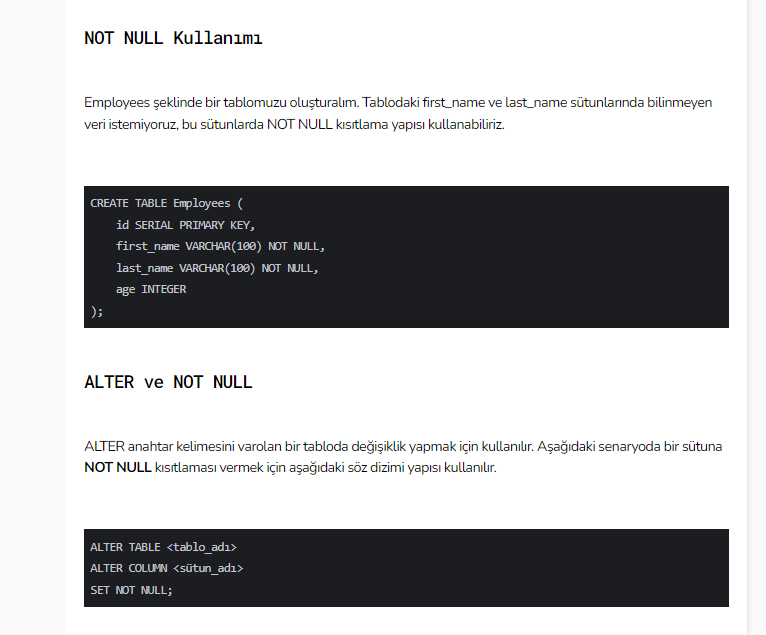 NOT NULL Kullanımı
Employees şeklinde bir tablomuzu oluşturalım. Tablodaki first_name ve last_name sütunlarında bilinmeyen
veri istemiyoruz, bu sütunlarda NOT NULL kısıtlama yapısı kullanabiliriz.
CREATE TABLE Employees (
    id SERIAL PRIMARY KEY,
    first_name VARCHAR(100) NOT NULL,
    last_name VARCHAR(100) NOT NULL,
    age INTEGER
);
ALTER ve NOT NULL
ALTER anahtar kelimesini varolan bir tabloda değişiklik yapmak için kullanılır. Aşağıdaki senaryoda bir sütuna
NOT NULL kısıtlaması vermek için aşağıdaki söz dizimi yapısı kullanılır.
ALTER TABLE <tablo_adı>
ALTER COLUMN <sütun_adı>
SET NOT NULL;